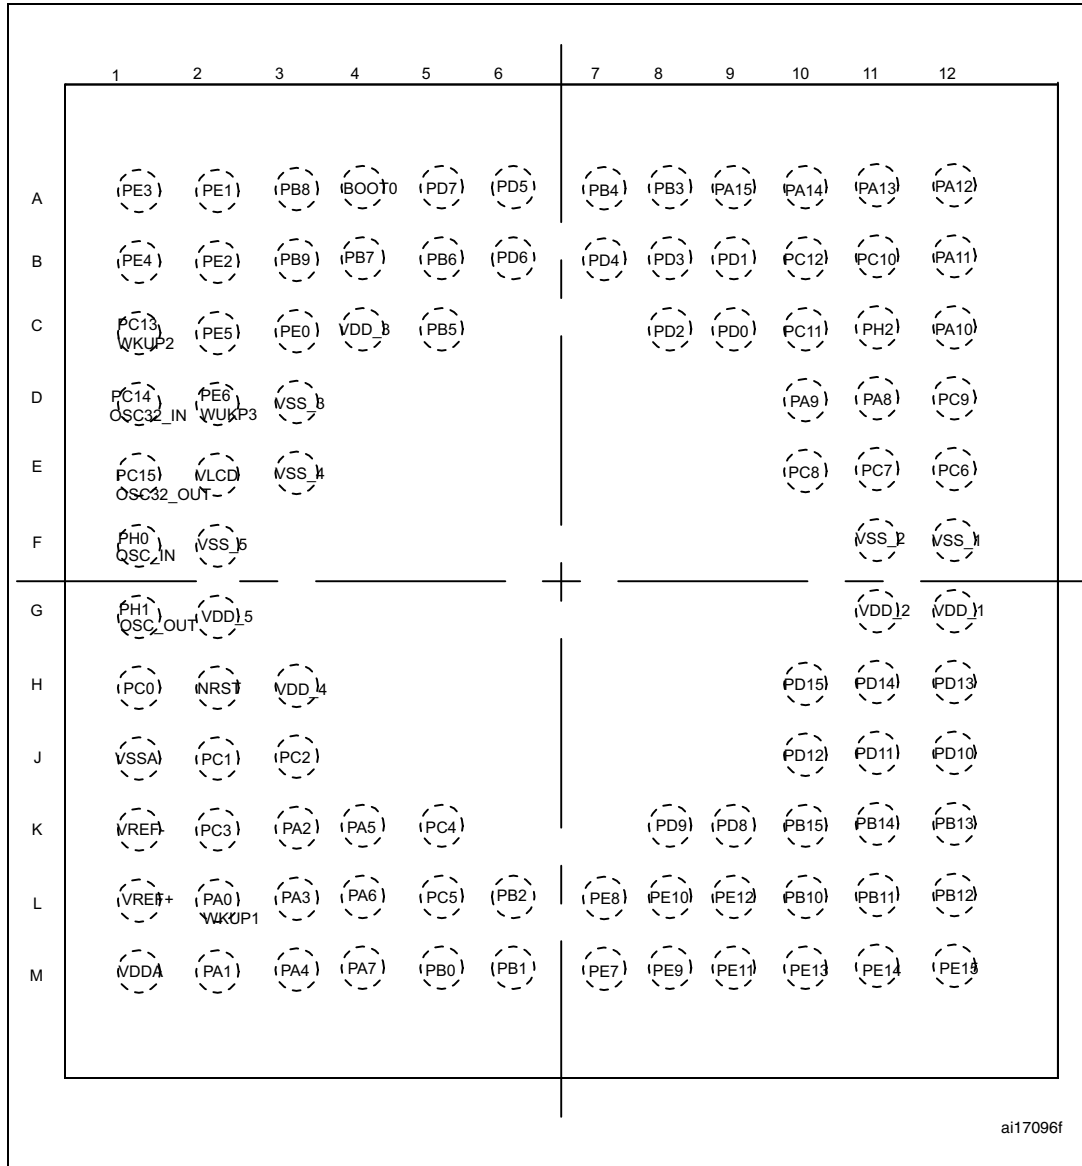 1 2 3 4 5 6 7 8 9 10 11 12
A PE3 PE1 PB8 BOOT0 PD7 PD5 PB4 PB3 PA15 PA14 PA13 PA12
B PE4 PE2 PB9 PB7 PB6 PD6 PD4 PD3 PD1 PC12 PC10 PA11
C PC13 PE5 PE0 VDD_3 PB5 PD2 PD0 PC11 PH2 PA10
WKUP2
D PC14 PE6 VSS_3 PA9 PA8 PC9
OSC32_IN WUKP3
E PC15 VLCD VSS_4 PC8 PC7 PC6
OSC32_OUT
F PH0 VSS_5 VSS_2 VSS_1
OSC_IN
G PH1 VDD_5 VDD_2 VDD_1
OSC_OUT
H PC0 NRST VDD_4 PD15 PD14 PD13
J VSSA PC1 PC2 PD12 PD11 PD10
K VREF- PC3 PA2 PA5 PC4 PD9 PD8 PB15 PB14 PB13
L VREF+ PA0 PA3 PA6 PC5 PB2 PE8 PE10 PE12 PB10 PB11 PB12
WKUP1
M VDDA PA1 PA4 PA7 PB0 PB1 PE7 PE9 PE11 PE13 PE14 PE15
ai17096f